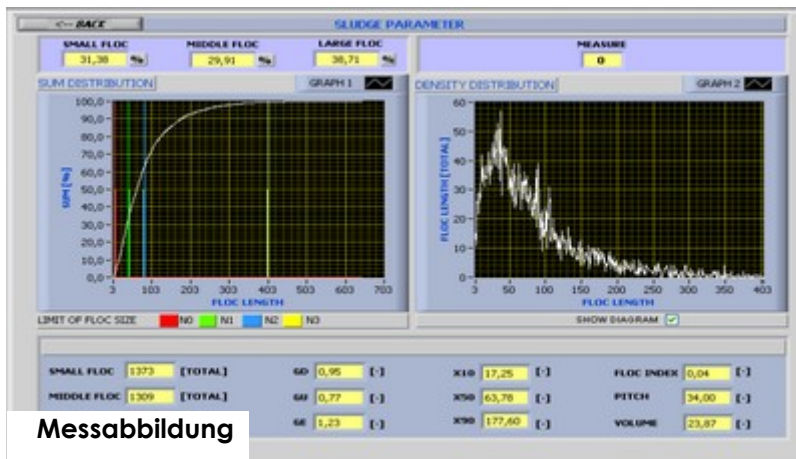 <-- BACK
SLUDGE PARAMETER
SMALL FLOC MIDDLE FLOC LARGE FLOC
31,38 % 29,91 % 38,71 %
MEASURE
0
SUM DISTRIBUTION GRAPH 1
SUM [%]
100,0
90,0
80,0
70,0
60,0
50,0
40,0
30,0
20,0
10,0
0,0
3 103 203 303 403 503 603 703
FLOC LENGTH
LIMIT OF FLOC SIZE N0 N1 N2 N3
DENSITY DISTRIBUTION GRAPH 2
FLOC LENGTH [TOTAL]
60
50
40
30
20
10
0
3 50 100 150 200 250 300 350 403
FLOC LENGTH
SHOW DIAGRAM
SMALL FLOC 1373 [TOTAL] GD 0,95 [-] X10 17,25 [-] FLOC INDEX 0,04 [-]
MIDDLE FLOC 1309 [TOTAL] GU 0,77 [-] X50 63,78 [-] PITCH 34,00 [-]
GE 1,23 [-] X90 177,60 [-] VOLUME 23,87 [-]
Messabbildung